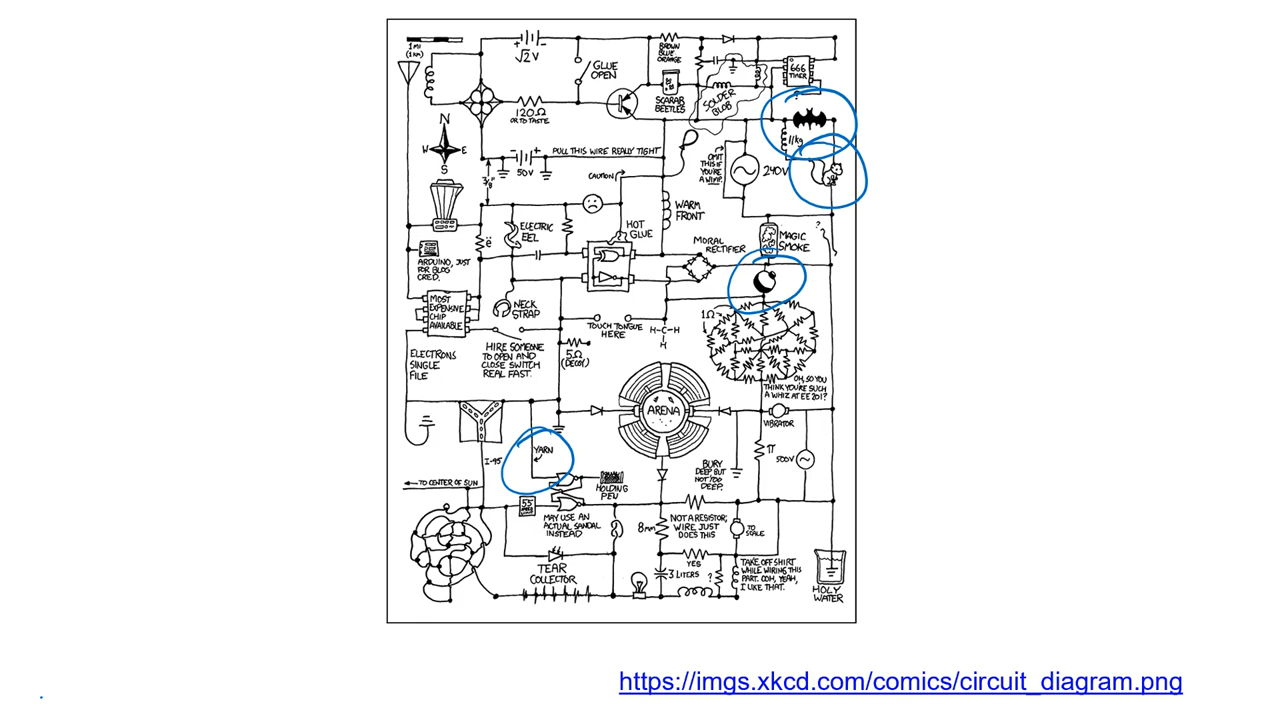 1 MI
(1 KM)
√2 V
GLUE
OPEN
BROWN
BLUE
ORANGE
666
TIMER
SCARAB
BEETLES
SOLDER
BLOB
120Ω
OR TO TASTE
N
W E
S
50V
PULL THIS WIRE REALLY TIGHT
CAUTION
OMIT
THIS IF
YOU'RE
A WIMP.
240V
11 kg
3/8"
WARM
FRONT
ELECTRIC
EEL
HOT
GLUE
MORAL
RECTIFIER
MAGIC
SMOKE
?
ë
ARDUINO, JUST
FOR BLOG
CRED.
MOST
EXPENSIVE
CHIP
AVAILABLE
NECK
STRAP
TOUCH TONGUE
HERE
H-C-H
H
1Ω
ELECTRONS
SINGLE
FILE
HIRE SOMEONE
TO OPEN AND
CLOSE SWITCH
REAL FAST.
5Ω
(DECOY)
OH, SO YOU
THINK YOU'RE SUCH
A WHIZ AT EE 201?
ARENA
VIBRATOR
I-95
YARN
π
500V
BURY
DEEP, BUT
NOT TOO
DEEP.
TO CENTER OF SUN
HOLDING
PEN
55
MAY USE AN
ACTUAL SANDAL
INSTEAD
8mm
NOT A RESISTOR;
WIRE JUST
DOES THIS
TO
SCALE
YES
TEAR
COLLECTOR
3 LITERS
?
TAKE OFF SHIRT
WHILE WIRING THIS
PART. OOH, YEAH,
I LIKE THAT.
HOLY
WATER
https://imgs.xkcd.com/comics/circuit_diagram.png